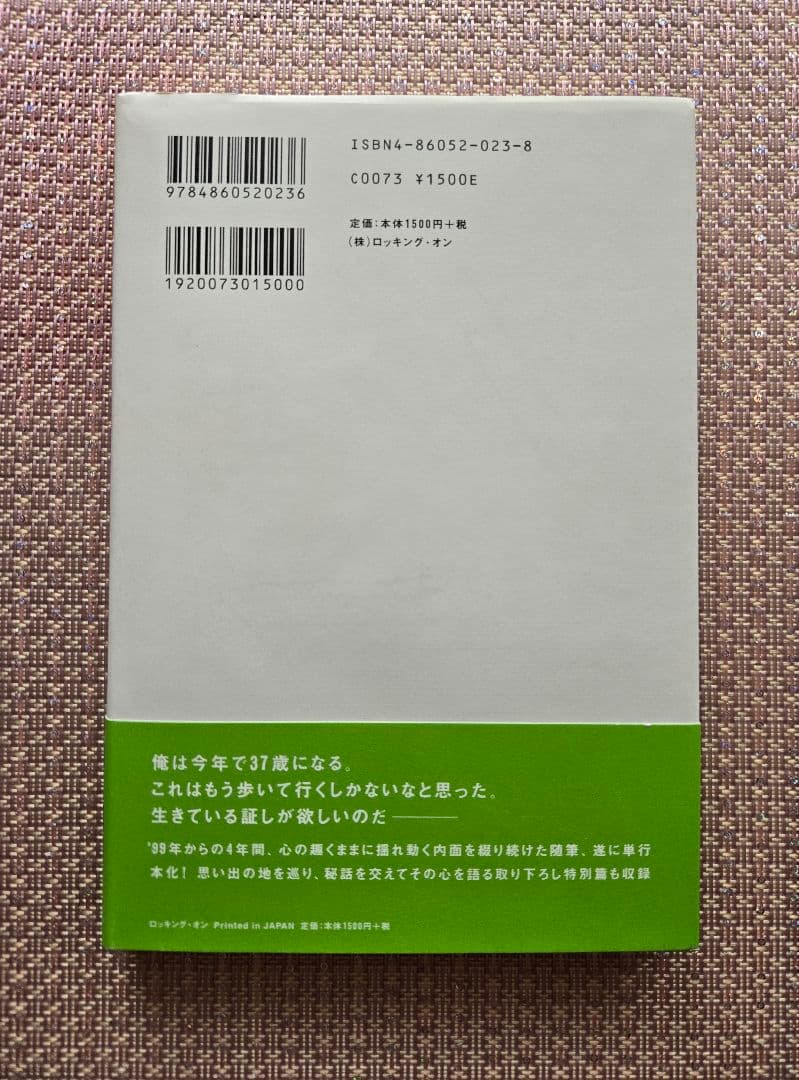 ISBN4-86052-023-8
9784860520236
C0073 ¥1500E
定価：本体1500円＋税
（株）ロッキング・オン
1920073015000
俺は今年で37歳になる。
これはもう歩いて行くしかないなと思った。
生きている証しが欲しいのだ―――
'99年からの4年間、心の趣くままに揺れ動く内面を綴り続けた随筆、遂に単行
本化！ 思い出の地を巡り、秘話を交えてその心を語る取り下ろし特別篇も収録
ロッキング・オン Printed in JAPAN 定価：本体1500円＋税